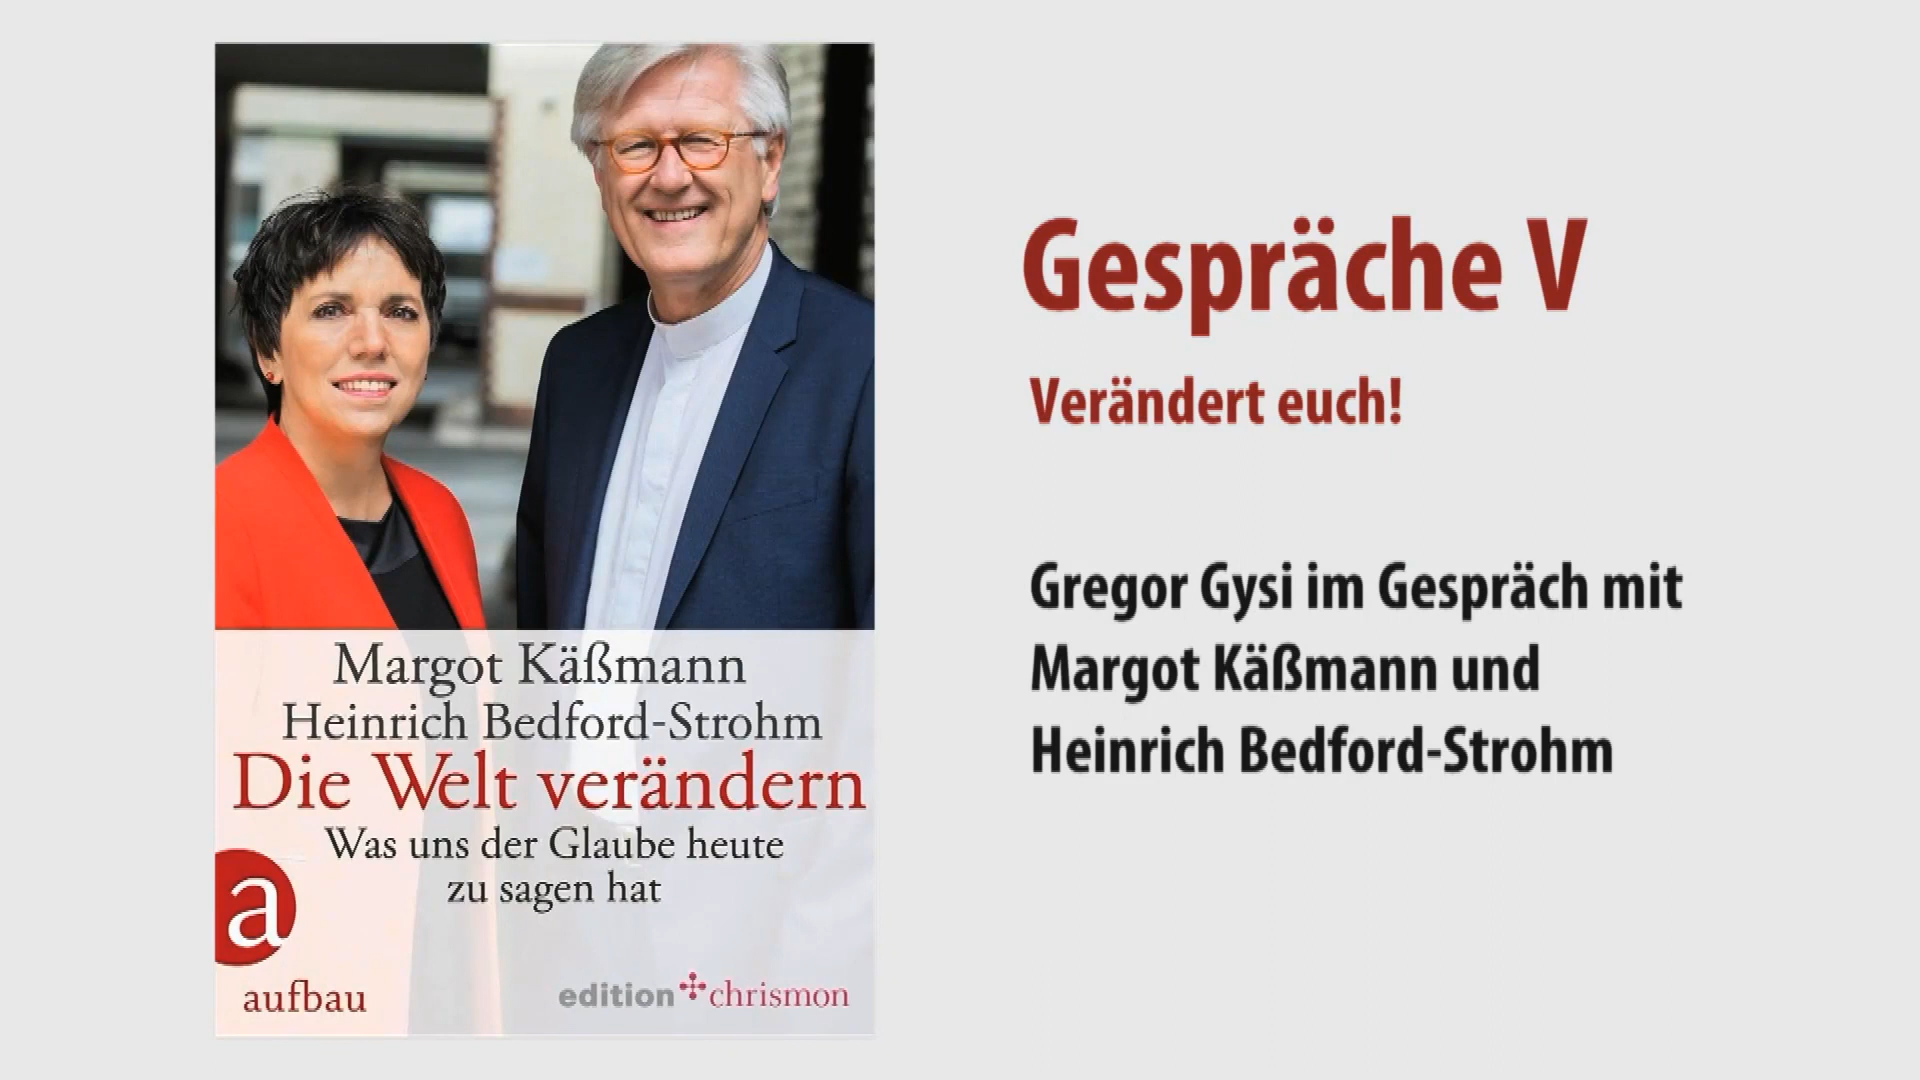 Margot Käßmann
Heinrich Bedford-Strohm
Die Welt verändern
Was uns der Glaube heute
zu sagen hat
a
aufbau
edition chrismon
Gespräche V
Verändert euch!
Gregor Gysi im Gespräch mit
Margot Käßmann und
Heinrich Bedford-Strohm